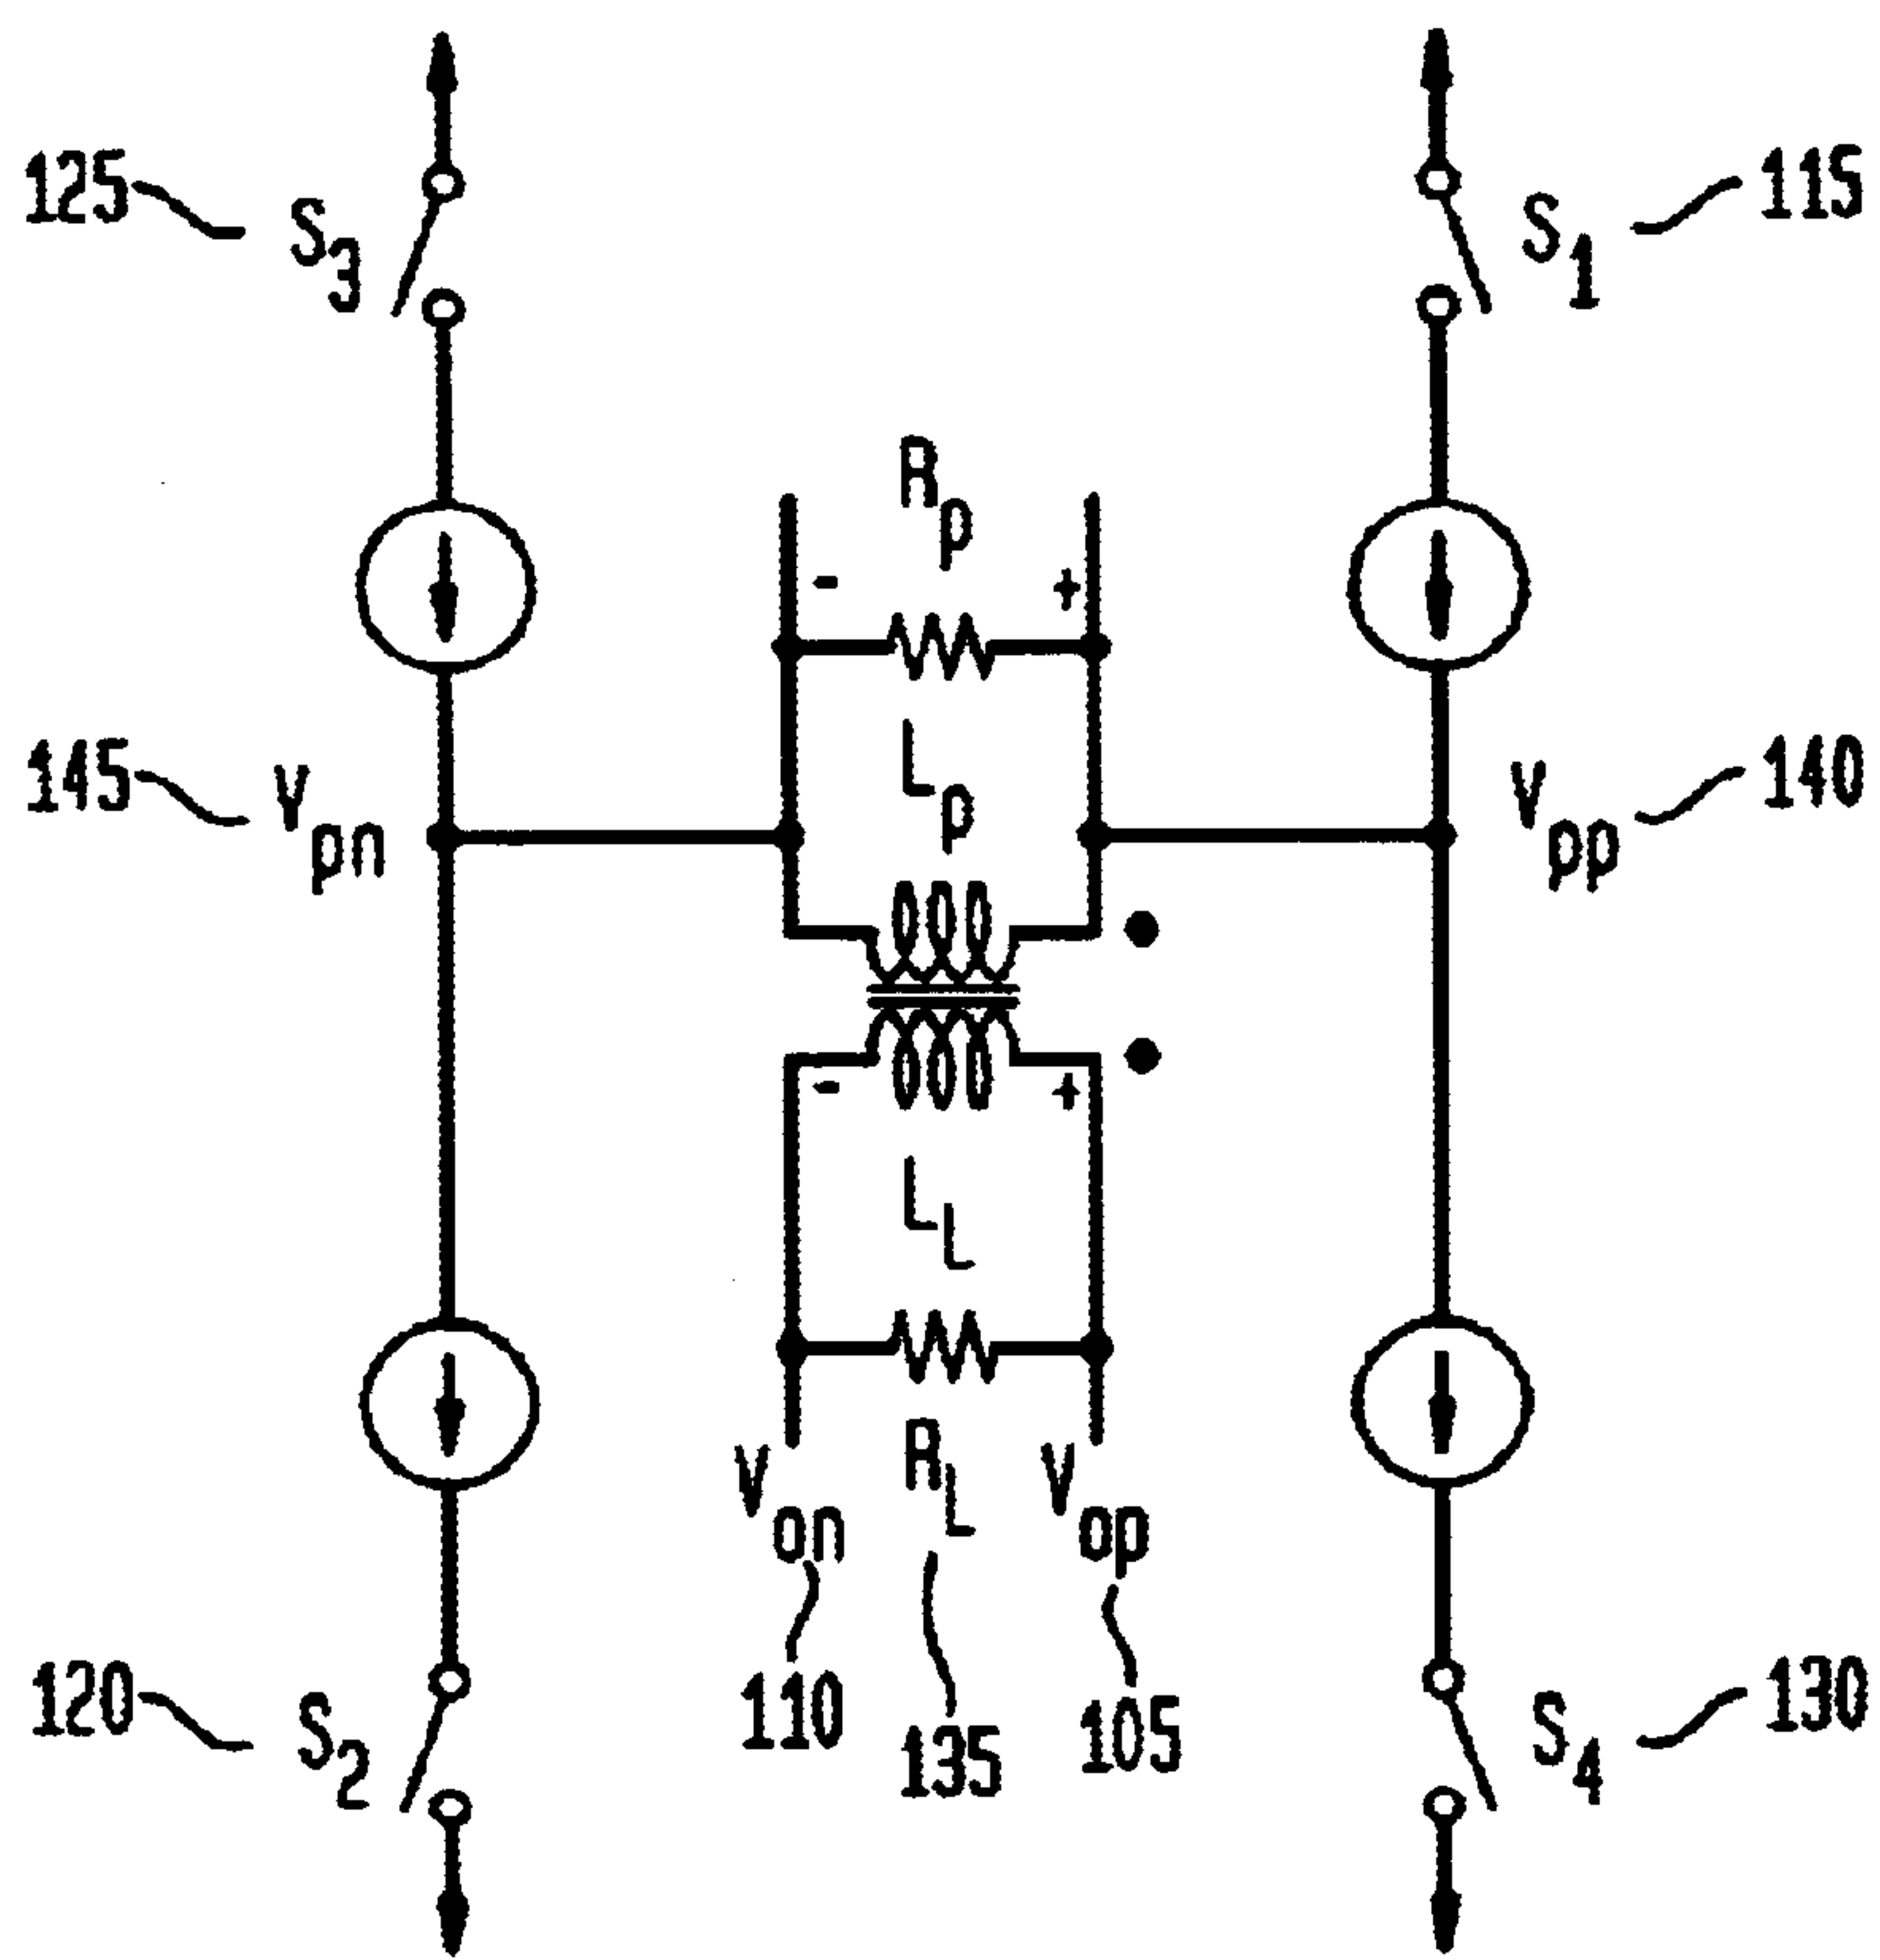 125 S3 S1 115
Rp
- +
Lp
145 Vpn Vpp 140
- +
LL
Von RL Vop
120 S2 110 135 105 S4 130